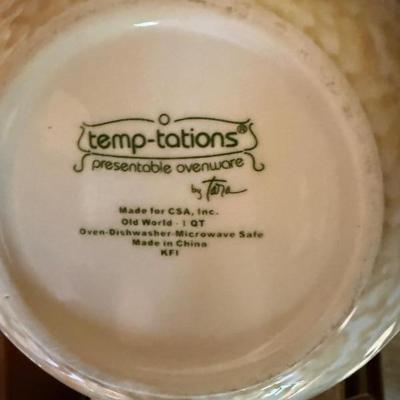 temp-tations®
presentable ovenware
by Tara
Made for CSA, Inc.
Old World - 1 QT
Oven-Dishwasher-Microwave Safe
Made in China
KFI